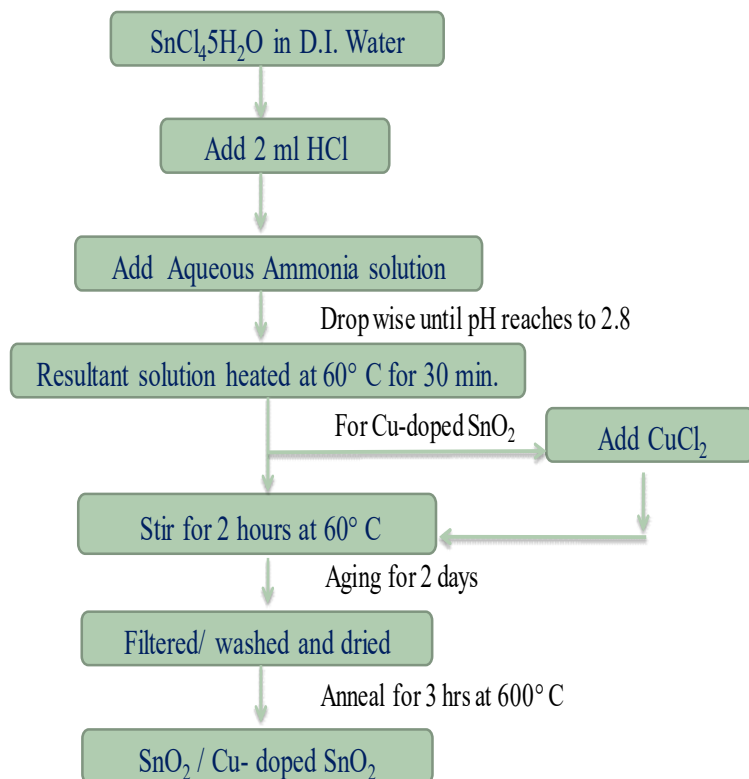 SnCl₄5H₂O in D.I. Water
Add 2 ml HCl
Add Aqueous Ammonia solution
Drop wise until pH reaches to 2.8
Resultant solution heated at 60° C for 30 min.
For Cu-doped SnO₂
Add CuCl₂
Stir for 2 hours at 60° C
Aging for 2 days
Filtered/ washed and dried
Anneal for 3 hrs at 600° C
SnO₂ / Cu- doped SnO₂